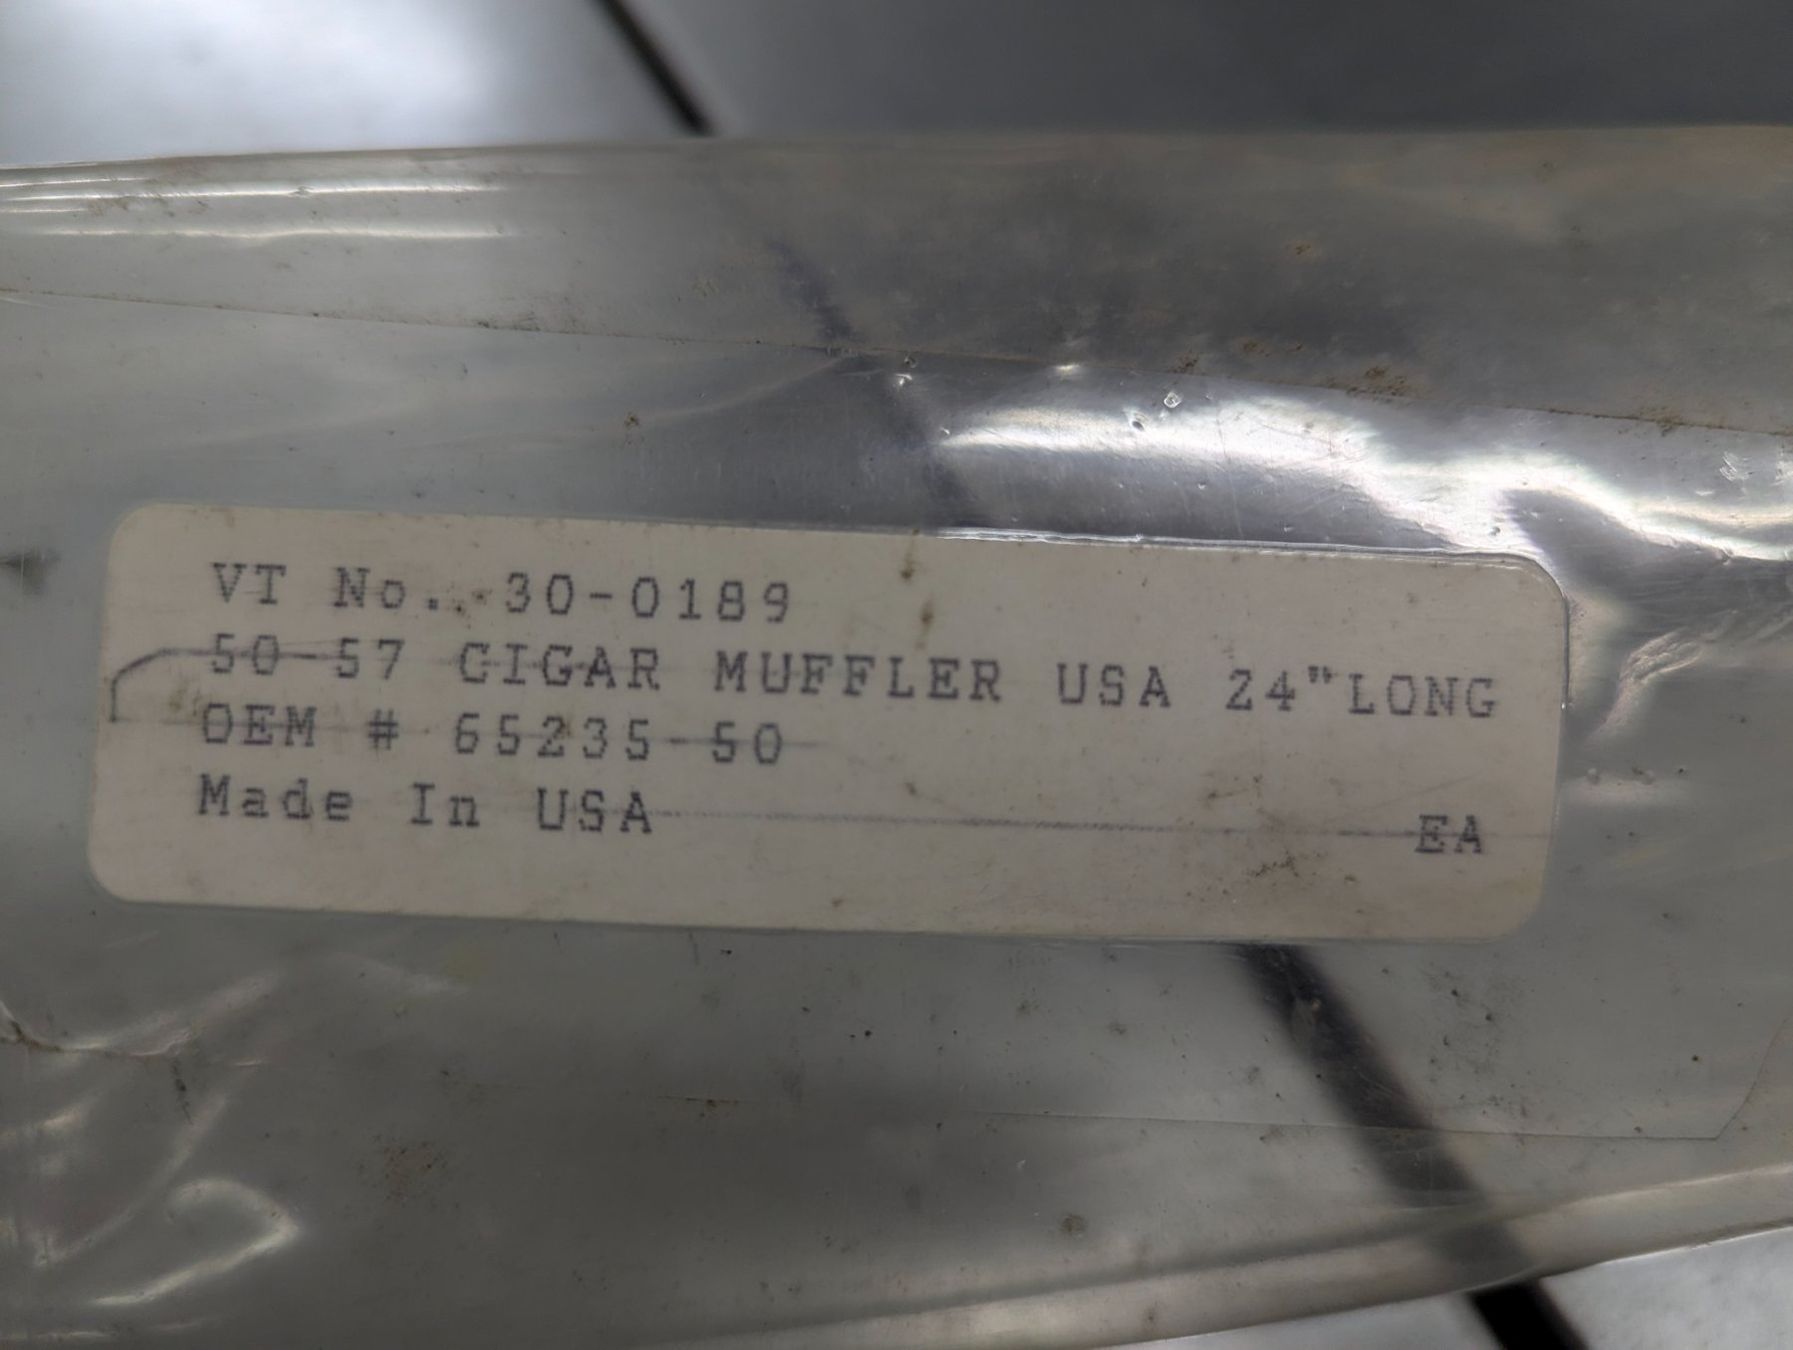 VT No.. 30-0189
50-57 CIGAR MUFFLER USA 24"LONG
OEM # 65235-50
Made In USA EA